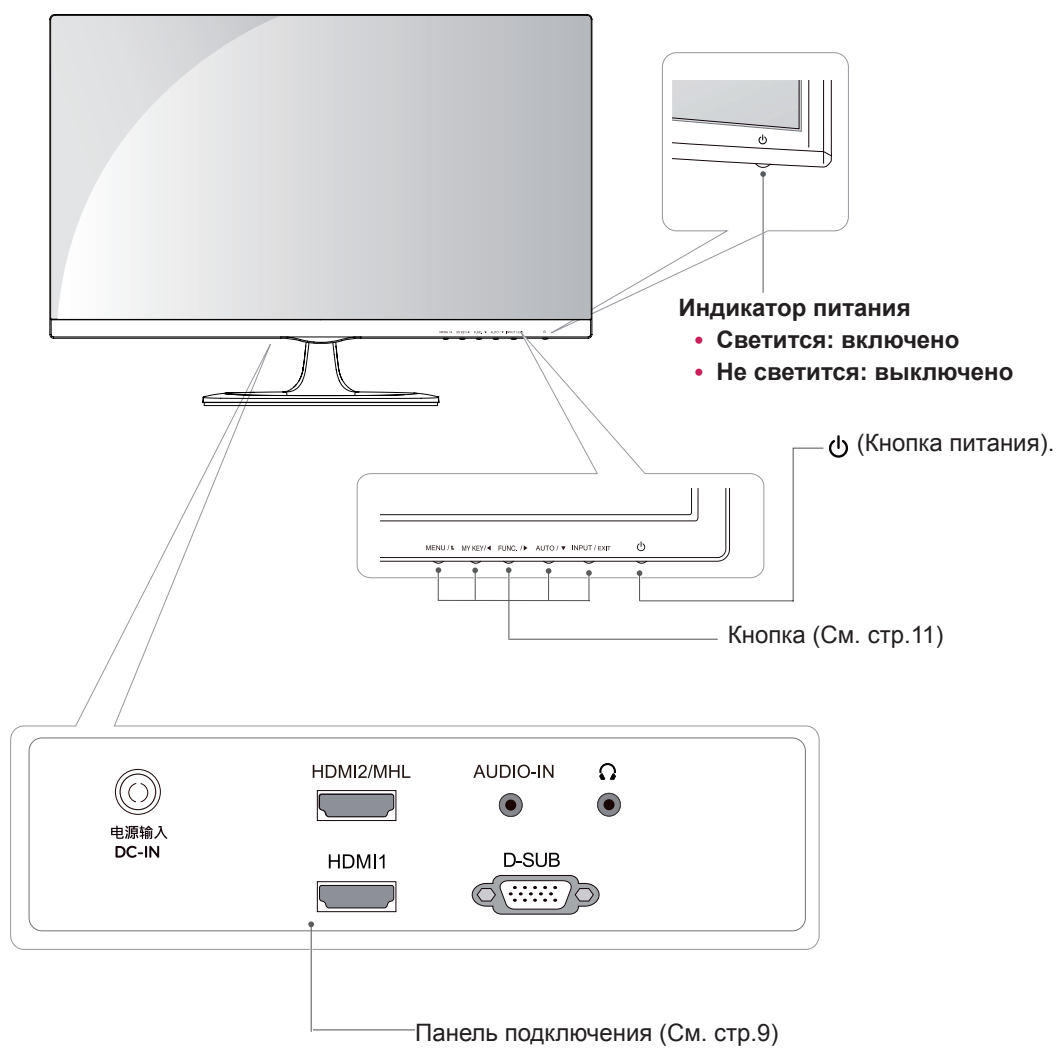 Индикатор питания
• Светится: включено
• Не светится: выключено
(Кнопка питания).
MENU / MY KEY/◄ FUNC. /► AUTO / ▼ INPUT / EXIT
Кнопка (См. стр.11)
HDMI2/MHL AUDIO-IN
电源输入
DC-IN
HDMI1 D-SUB
Панель подключения (См. стр.9)